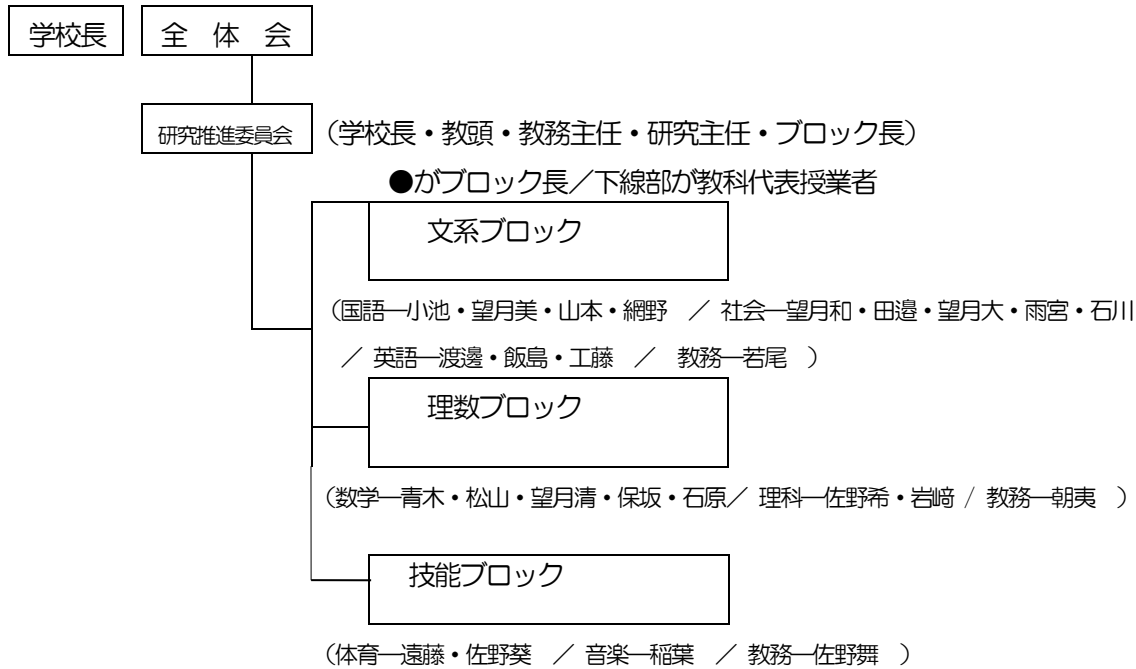 学校長
全　体　会
研究推進委員会
（学校長・教頭・教務主任・研究主任・ブロック長）
●がブロック長／下線部が教科代表授業者
文系ブロック
（国語―小池・望月美・山本・網野　／ 社会―望月和・田邉・望月大・雨宮・石川
／ 英語―渡邊・飯島・工藤　／　教務―若尾　）
理数ブロック
（数学―青木・松山・望月清・保坂・石原／ 理科―佐野希・岩﨑 / 教務―朝夷　）
技能ブロック
（体育―遠藤・佐野葵　／ 音楽―稲葉　／ 教務―佐野舞　）